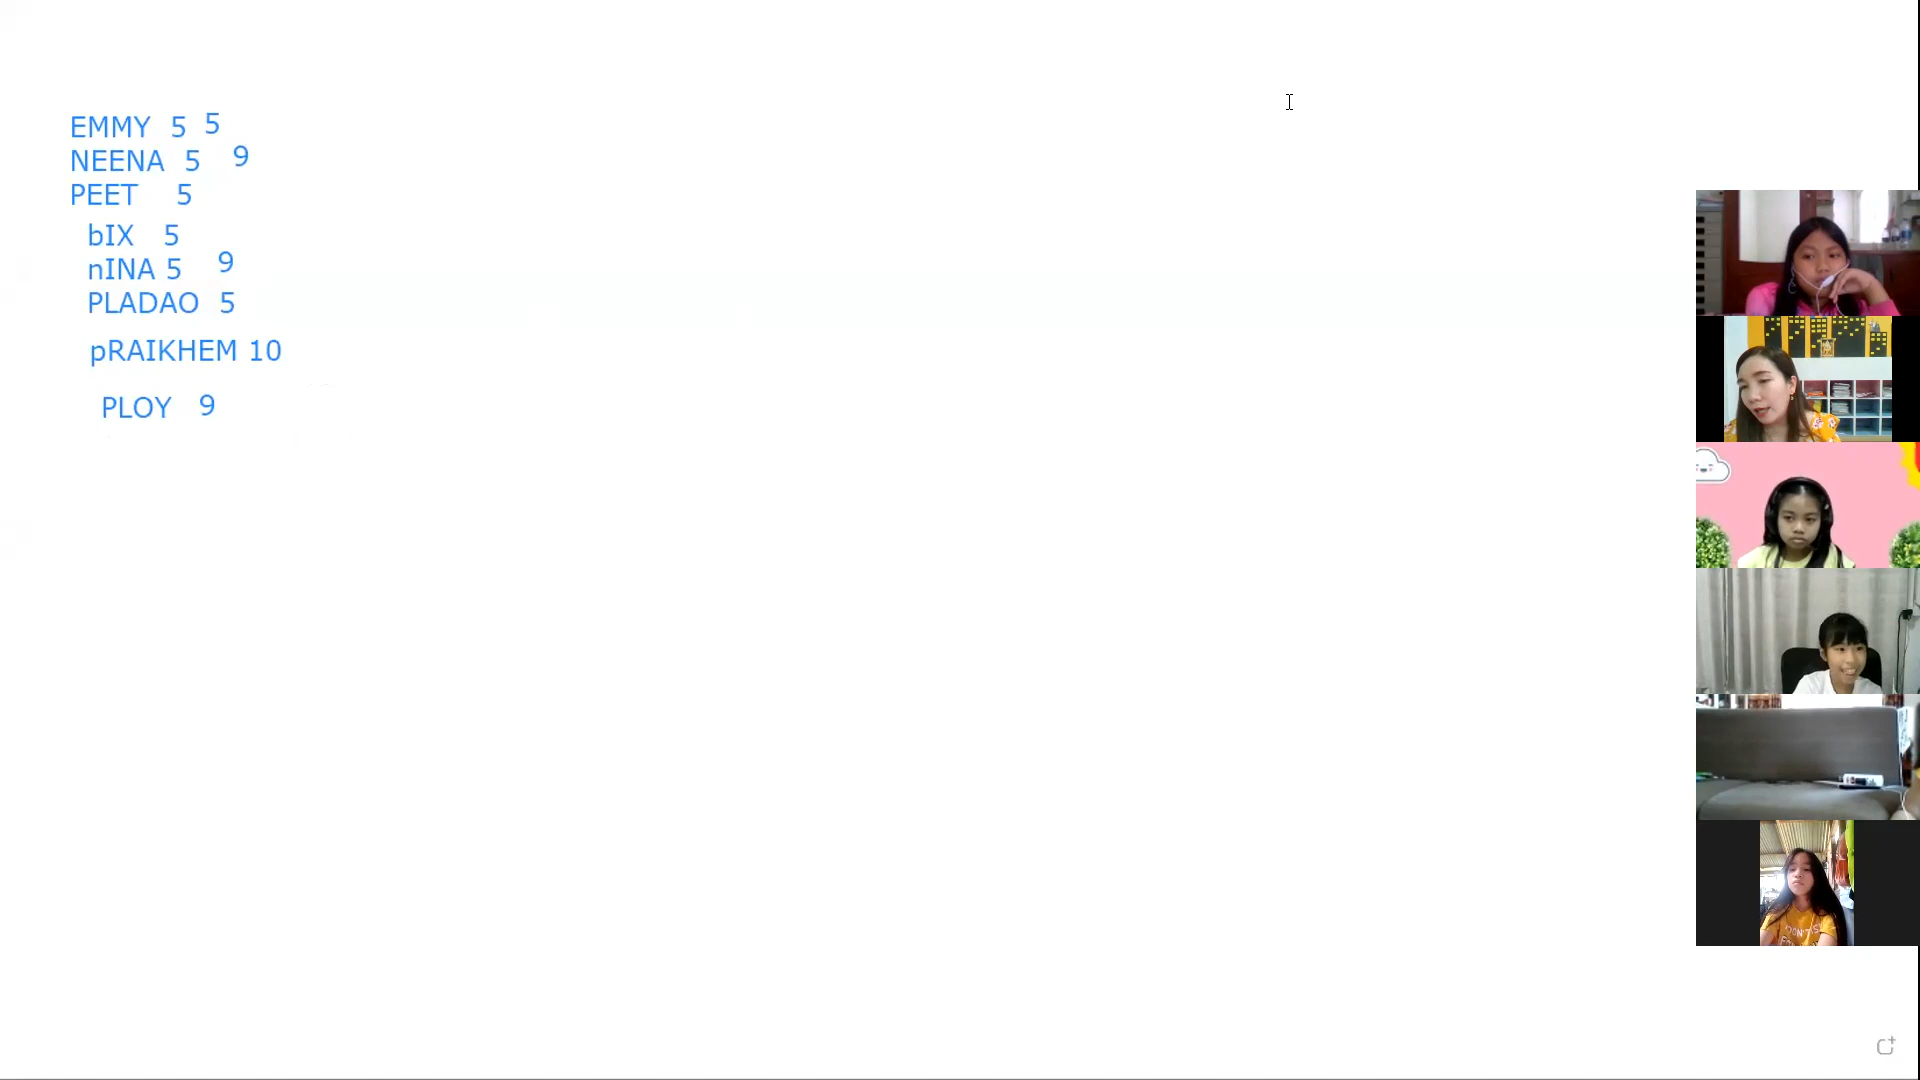 EMMY 5 5
NEENA 5 9
PEET 5
bIX 5
nINA 5 9
PLADAO 5
pRAIKHEM 10
PLOY 9